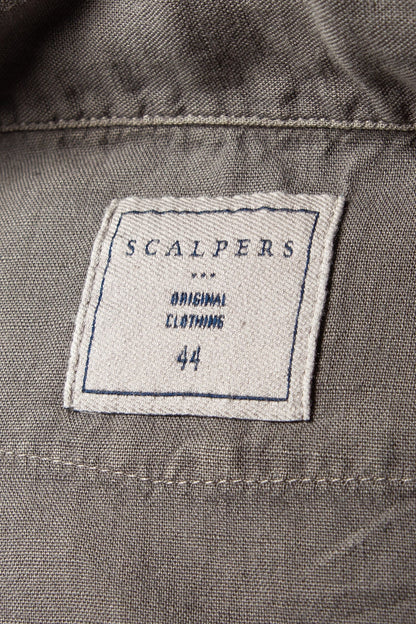 SCALPERS
***
ORIGINAL
CLOTHING
44